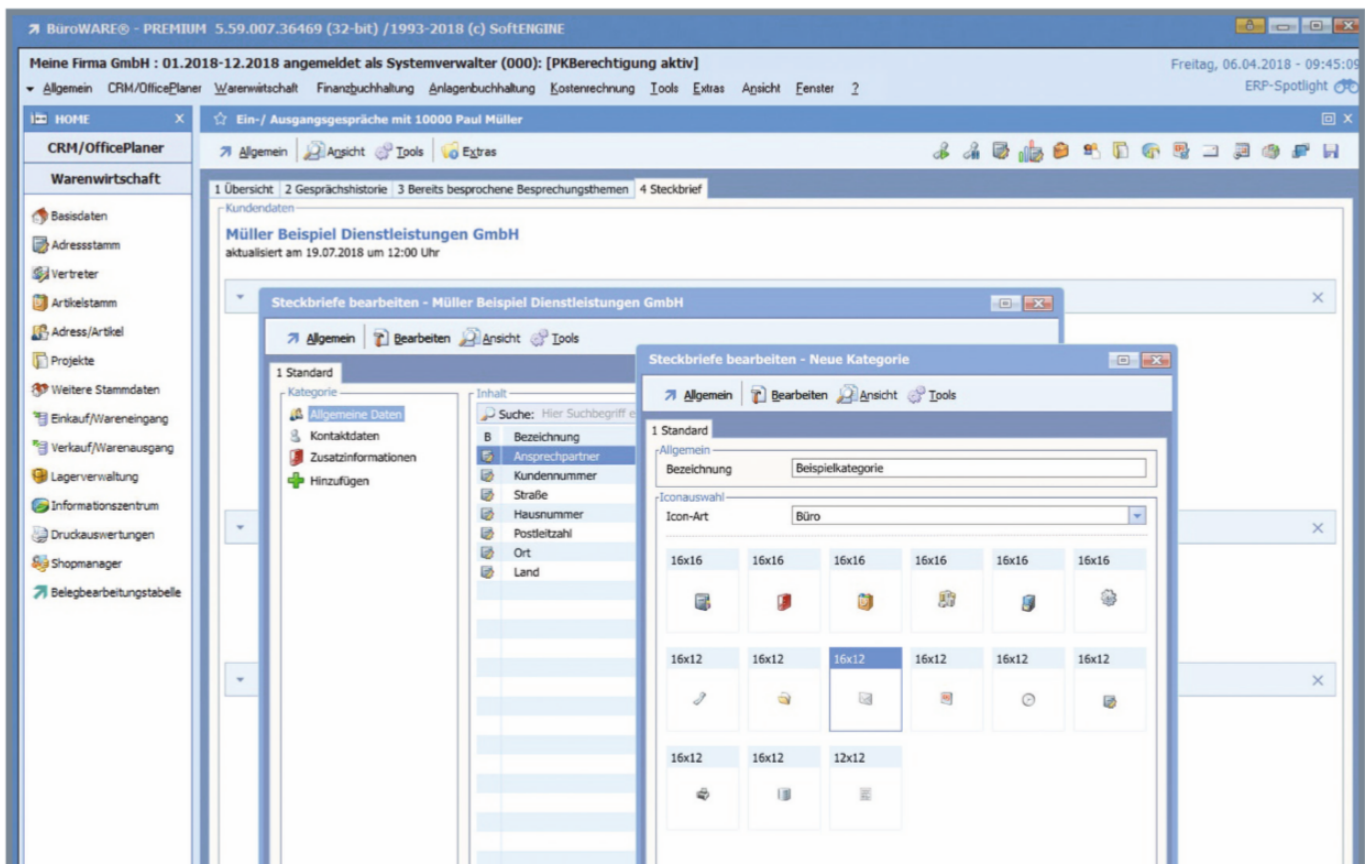 BüroWARE® - PREMIUM 5.59.007.36469 (32-bit) /1993-2018 (c) SoftENGINE
Meine Firma GmbH : 01.2018-12.2018 angemeldet als Systemverwalter (000): [PKBerechtigung aktiv]
Freitag, 06.04.2018 - 09:45:09
Allgemein CRM/OfficePlaner Warenwirtschaft Finanzbuchhaltung Anlagenbuchhaltung Kostenrechnung Tools Extras Ansicht Fenster ?
ERP-Spotlight
HOME X
Ein-/ Ausgangsgespräche mit 10000 Paul Müller
CRM/OfficePlaner
Warenwirtschaft
Basisdaten
Adressstamm
Vertreter
Artikelstamm
Adress/Artikel
Projekte
Weitere Stammdaten
Einkauf/Wareneingang
Verkauf/Warenausgang
Lagerverwaltung
Informationszentrum
Druckauswertungen
Shopmanager
Belegbearbeitungstabelle
Allgemein Ansicht Tools Extras
1 Übersicht 2 Gesprächshistorie 3 Bereits besprochene Besprechungsthemen 4 Steckbrief
Kundendaten
Müller Beispiel Dienstleistungen GmbH
aktualisiert am 19.07.2018 um 12:00 Uhr
Steckbriefe bearbeiten - Müller Beispiel Dienstleistungen GmbH
Allgemein Bearbeiten Ansicht Tools
1 Standard
Kategorie
Allgemeine Daten
Kontaktdaten
Zusatzinformationen
Hinzufügen
Inhalt
Suche: Hier Suchbegriff e
B Bezeichnung
Ansprechpartner
Kundennummer
Straße
Hausnummer
Postleitzahl
Ort
Land
Steckbriefe bearbeiten - Neue Kategorie
Allgemein Bearbeiten Ansicht Tools
1 Standard
Allgemein
Bezeichnung Beispielkategorie
Iconauswahl
Icon-Art Büro
16x16 16x16 16x16 16x16 16x16 16x16
16x12 16x12 16x12 16x12 16x12 16x12
16x12 16x12 12x12